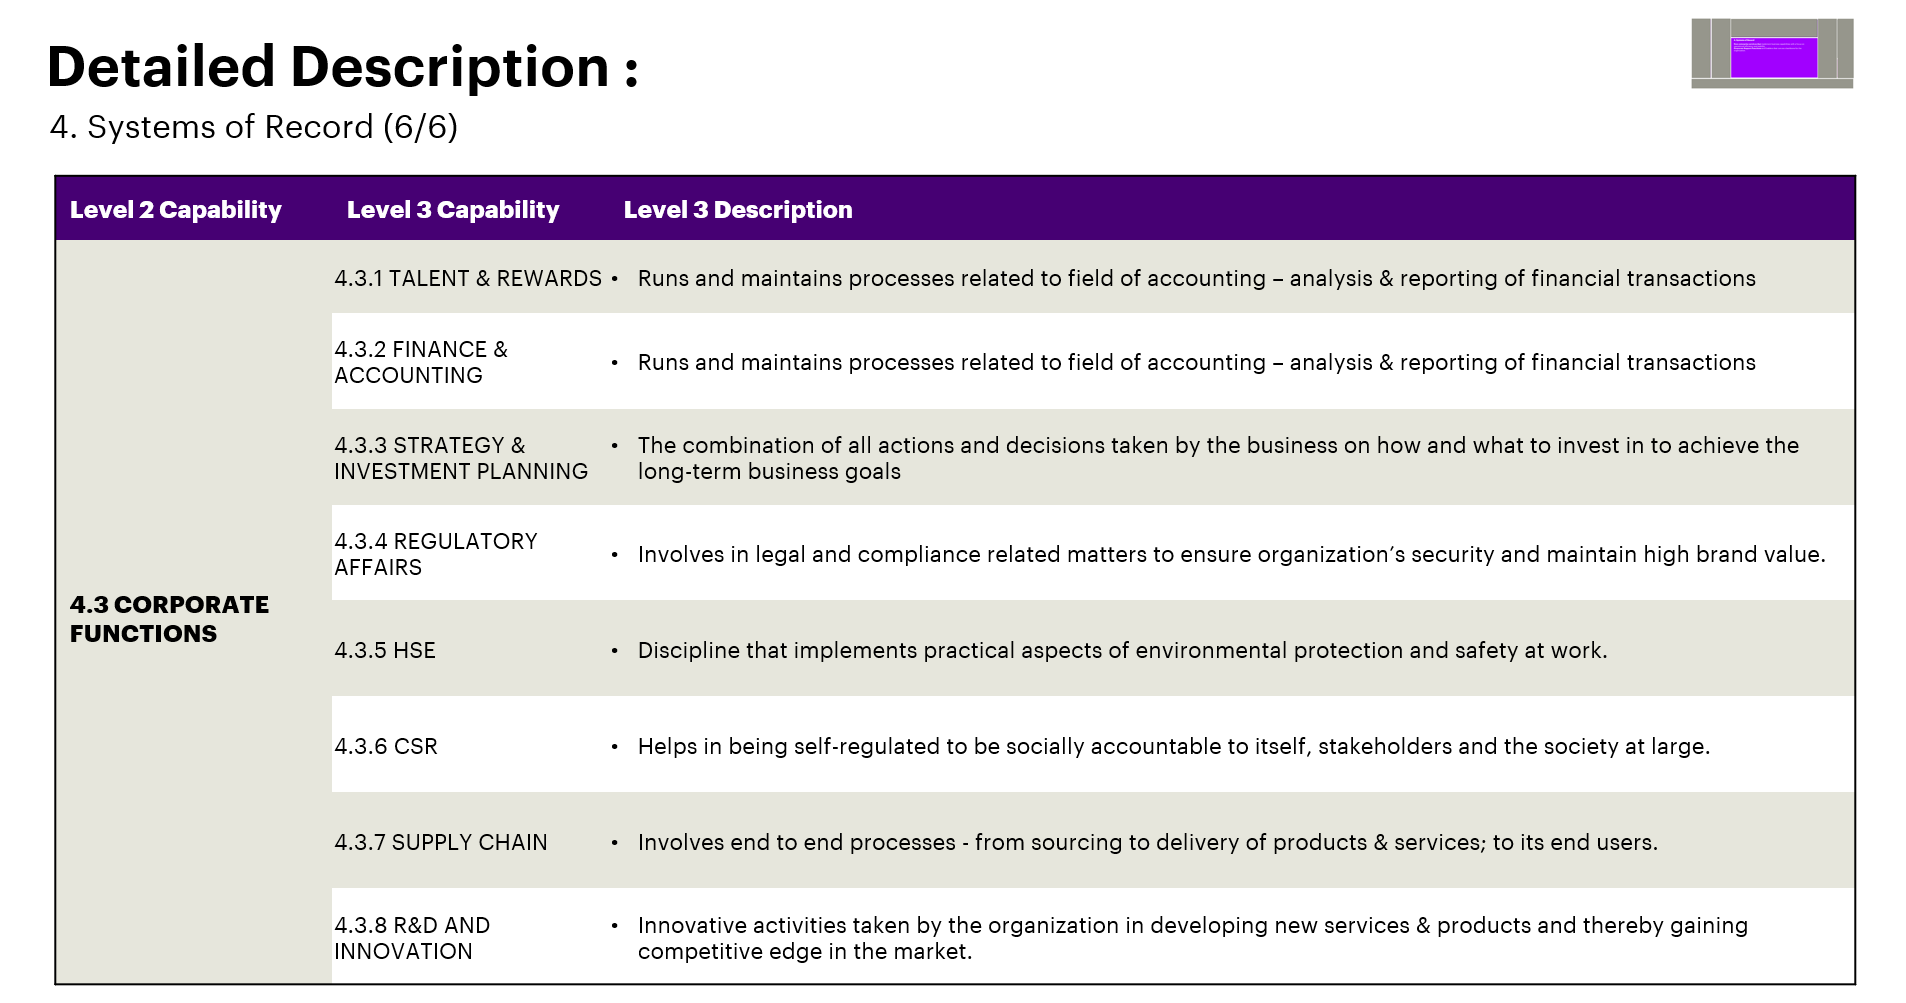 Detailed Description :
4. Systems of Record (6/6)
Level 2 Capability
Level 3 Capability
Level 3 Description
4.3 CORPORATE
FUNCTIONS
4.3.1 TALENT & REWARDS
• Runs and maintains processes related to field of accounting – analysis & reporting of financial transactions
4.3.2 FINANCE &
ACCOUNTING
• Runs and maintains processes related to field of accounting – analysis & reporting of financial transactions
4.3.3 STRATEGY &
INVESTMENT PLANNING
• The combination of all actions and decisions taken by the business on how and what to invest in to achieve the
long-term business goals
4.3.4 REGULATORY
AFFAIRS
• Involves in legal and compliance related matters to ensure organization’s security and maintain high brand value.
4.3.5 HSE
• Discipline that implements practical aspects of environmental protection and safety at work.
4.3.6 CSR
• Helps in being self-regulated to be socially accountable to itself, stakeholders and the society at large.
4.3.7 SUPPLY CHAIN
• Involves end to end processes - from sourcing to delivery of products & services; to its end users.
4.3.8 R&D AND
INNOVATION
• Innovative activities taken by the organization in developing new services & products and thereby gaining
competitive edge in the market.